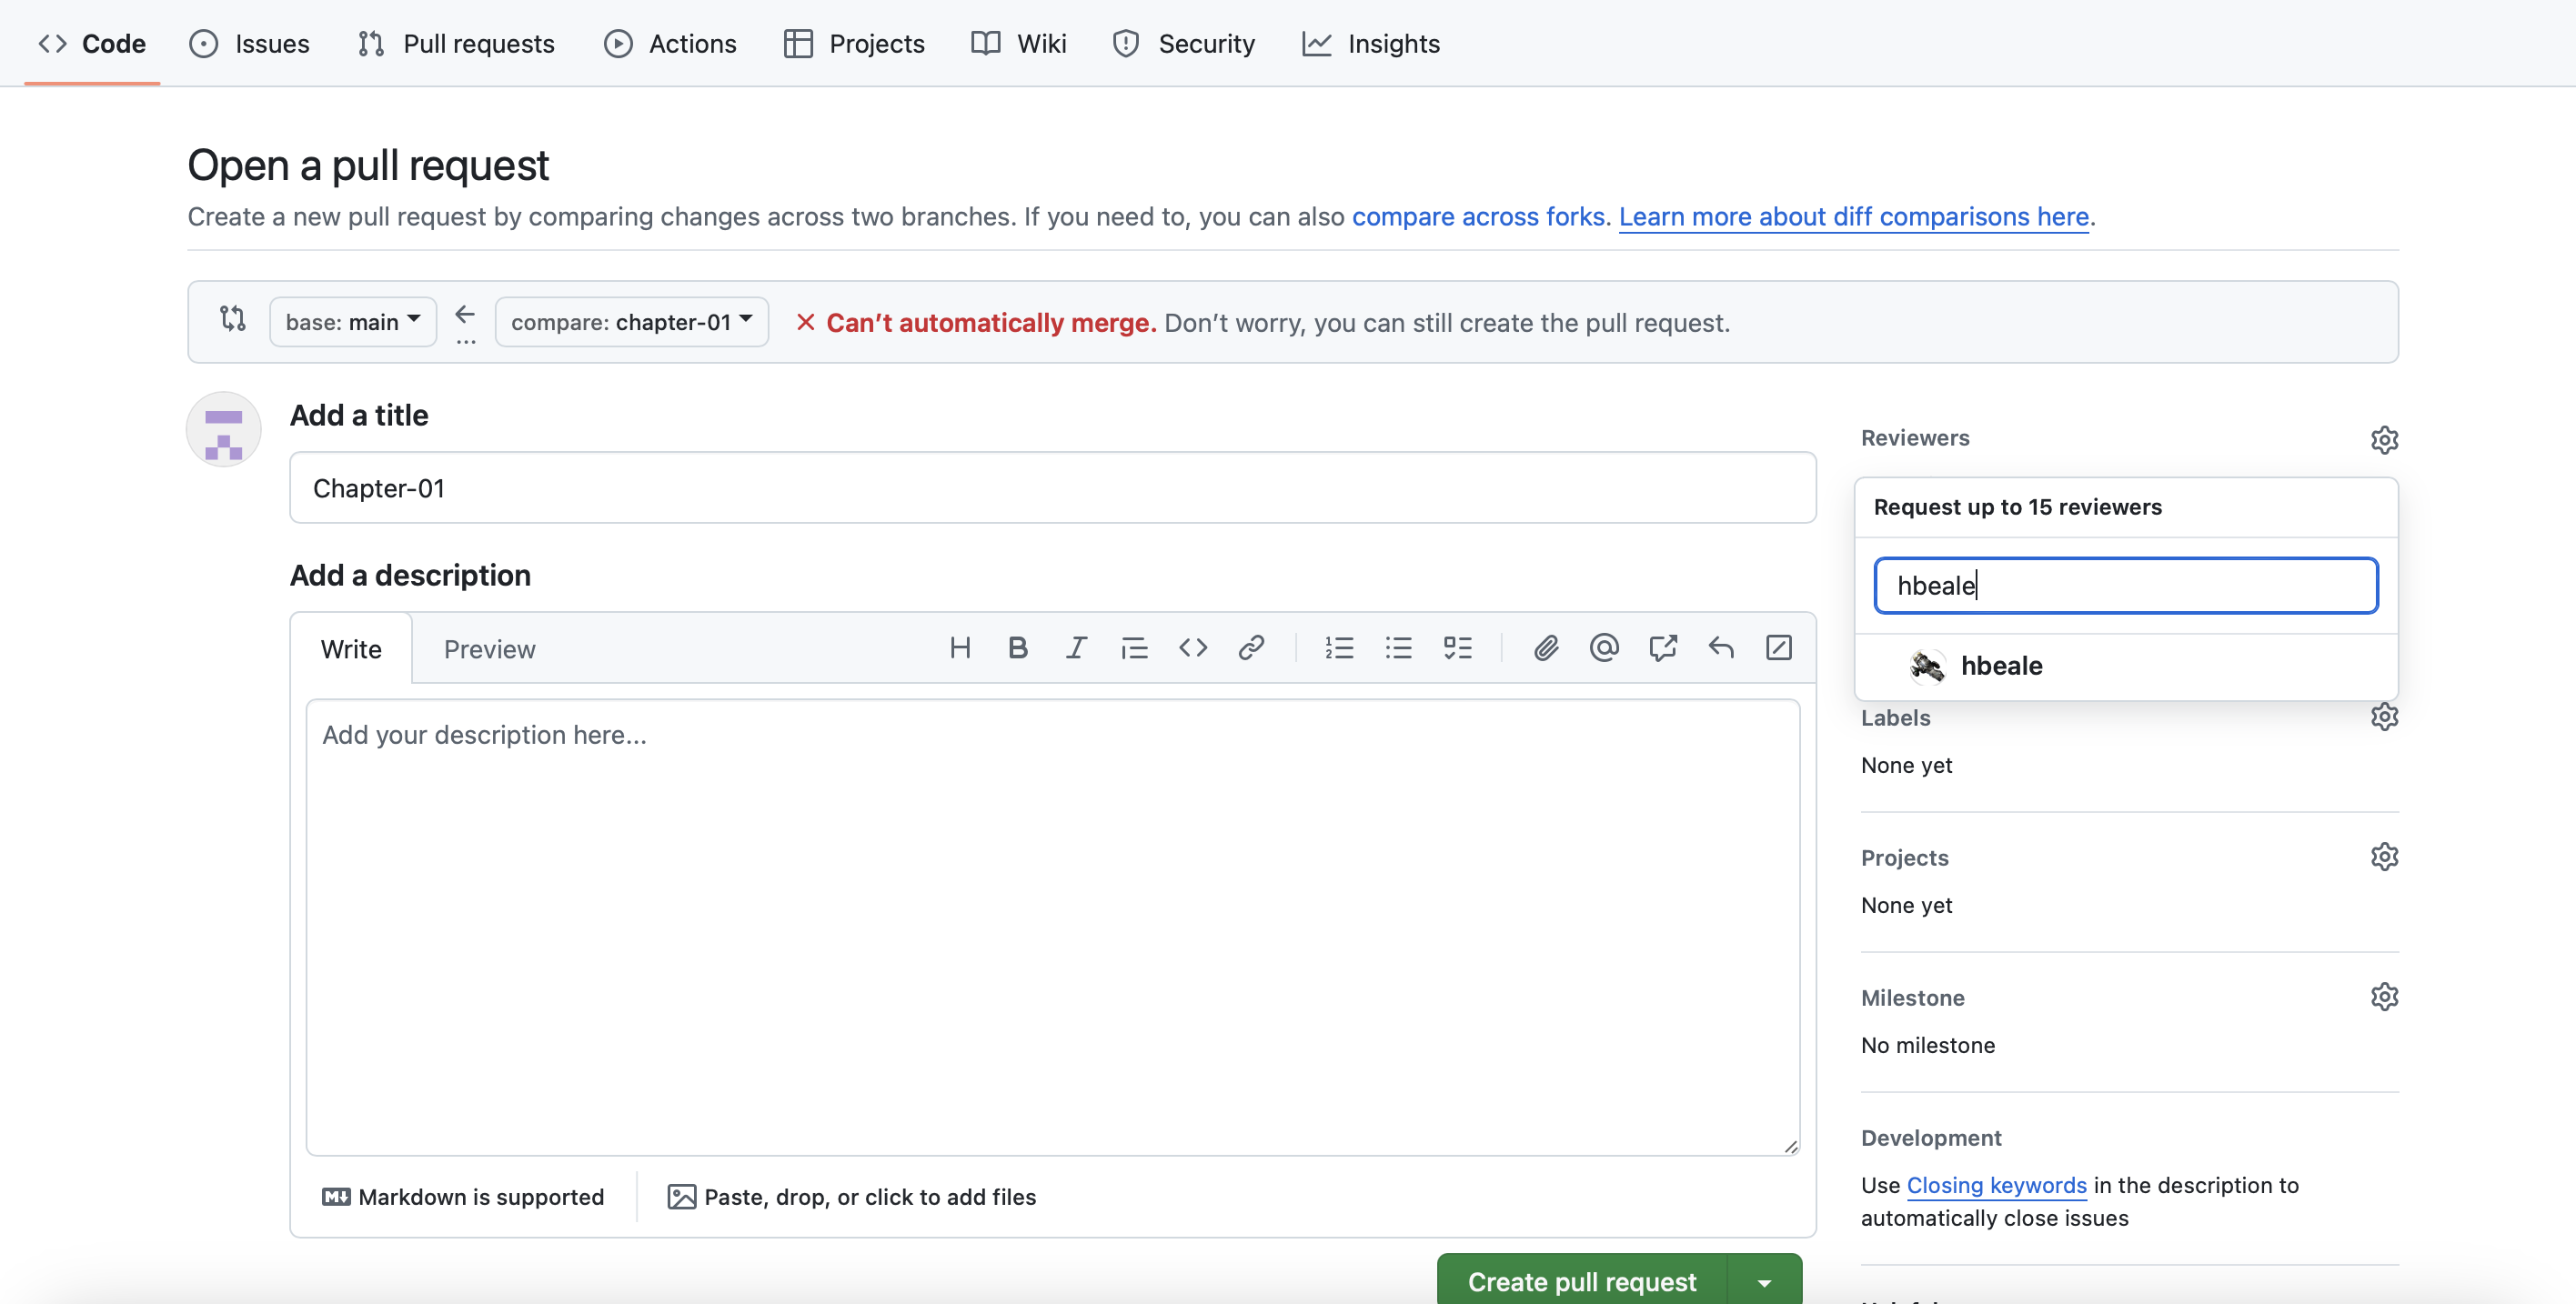 Code Issues Pull requests Actions Projects Wiki Security Insights
Open a pull request
Create a new pull request by comparing changes across two branches. If you need to, you can also compare across forks. Learn more about diff comparisons here.
base: main compare: chapter-01 Can’t automatically merge. Don’t worry, you can still create the pull request.
Add a title
Chapter-01
Add a description
Write Preview
Add your description here...
Markdown is supported Paste, drop, or click to add files
Create pull request
Reviewers
Request up to 15 reviewers
hbeale
hbeale
Labels
None yet
Projects
None yet
Milestone
No milestone
Development
Use Closing keywords in the description to
automatically close issues